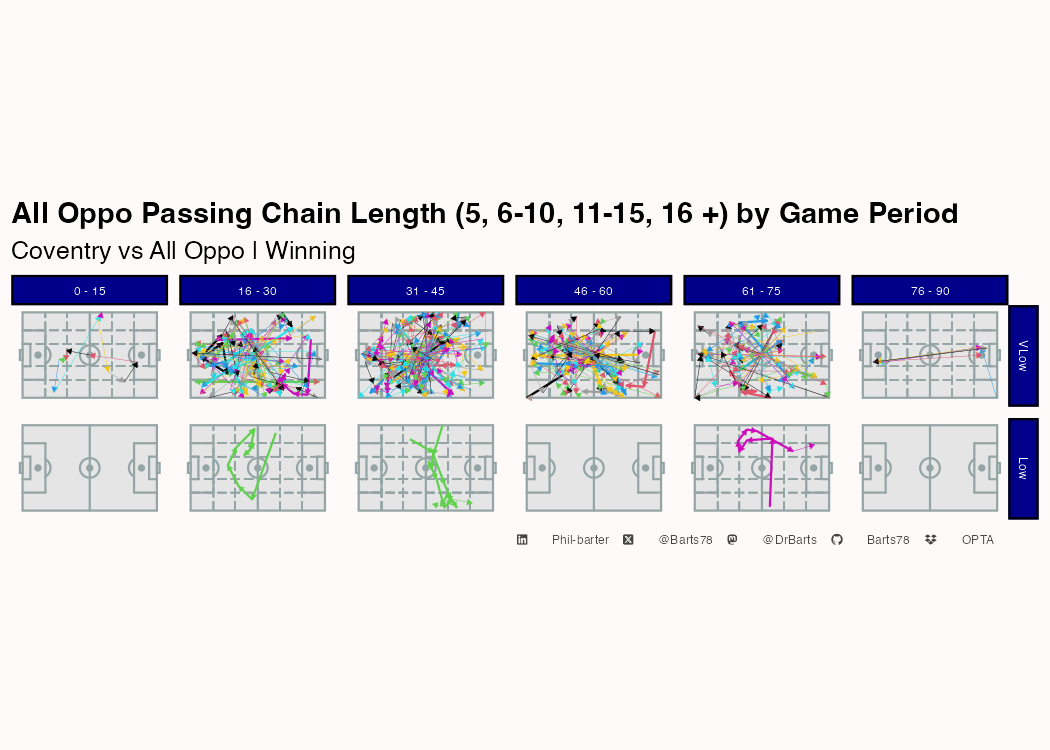 All Oppo Passing Chain Length (5, 6-10, 11-15, 16 +) by Game Period
Coventry vs All Oppo | Winning
0 - 15 16 - 30 31 - 45 46 - 60 61 - 75 76 - 90
VLow
Low
Phil-barter @Barts78 @DrBarts Barts78 OPTA